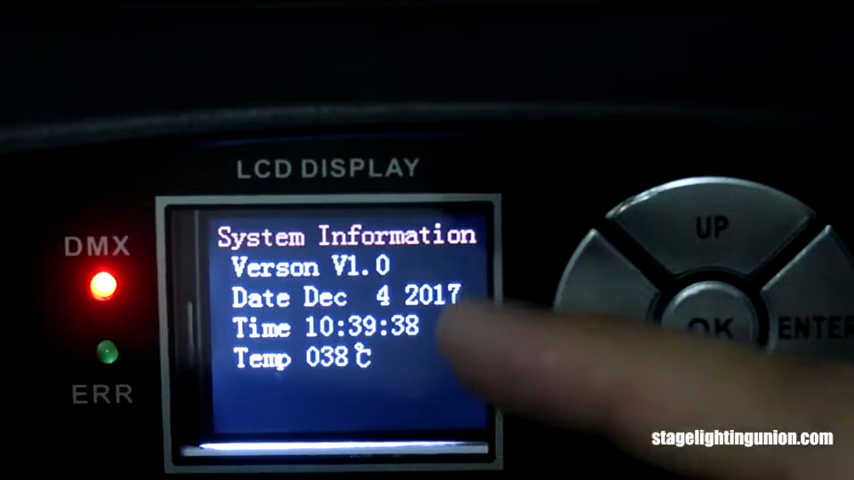 LCD DISPLAY
DMX
ERR
System Information
Verson V1.0
Date Dec 4 2017
Time 10:39:38
Temp 038℃
UP
OK
ENTER
stagelightingunion.com